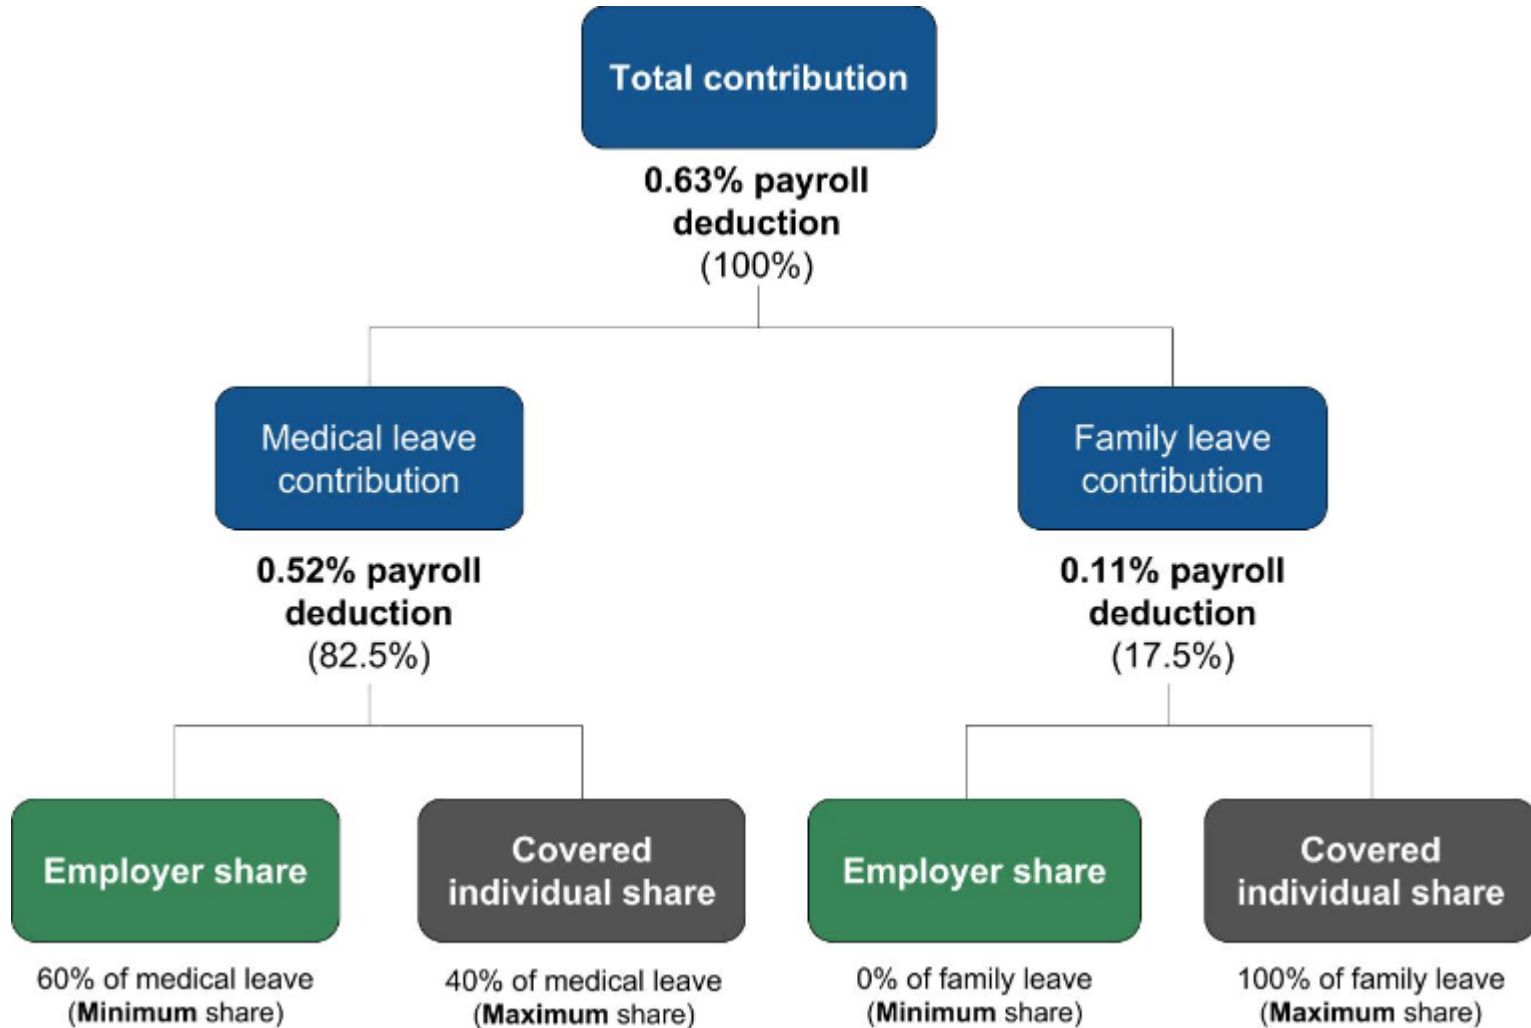 Total contribution
0.63% payroll
deduction
(100%)
Medical leave
contribution
0.52% payroll
deduction
(82.5%)
Family leave
contribution
0.11% payroll
deduction
(17.5%)
Employer share
60% of medical leave
(Minimum share)
Covered
individual share
40% of medical leave
(Maximum share)
Employer share
0% of family leave
(Minimum share)
Covered
individual share
100% of family leave
(Maximum share)